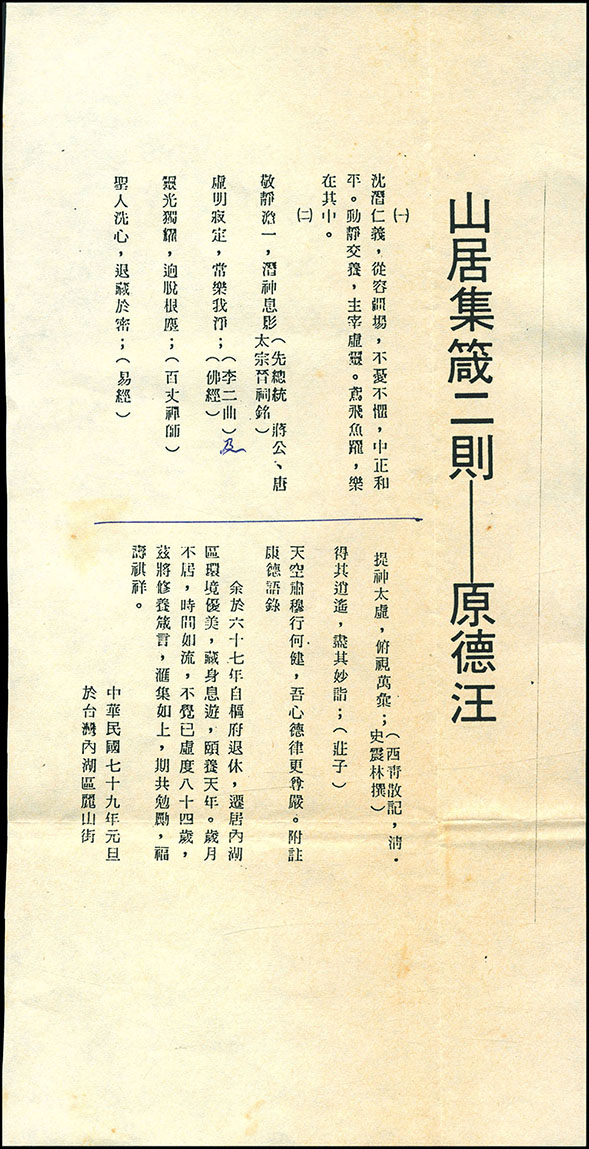 山居集箴二則——原德汪
㈠
沈潛仁義，從容疆場，不憂不懼，中正和
平。動靜交養，主宰虛靈。鳶飛魚躍，樂
在其中。
㈡
敬靜澹一，潛神息影（先總統 蔣公、唐
太宗晉祠銘）
虛明寂定，常樂我淨；（李二曲）及
（佛經）
靈光獨耀，迥脫根塵；（百丈禪師）
聖人洗心，退藏於密；（易經）
提神太虛，俯視萬彙；（西青散記，清．
史震林撰）
得其逍遙，盡其妙詣；（莊子）
天空肅穆行何健，吾心德律更尊嚴。附註
康德語錄
余於六十七年自樞府退休，遷居內湖
區環境優美，藏身息遊，頤養天年。歲月
不居，時間如流，不覺已虛度八十四歲，
茲將修養箴言，滙集如上，期共勉勵，福
壽祺祥。
中華民國七十九年元旦
於台灣內湖區麗山街